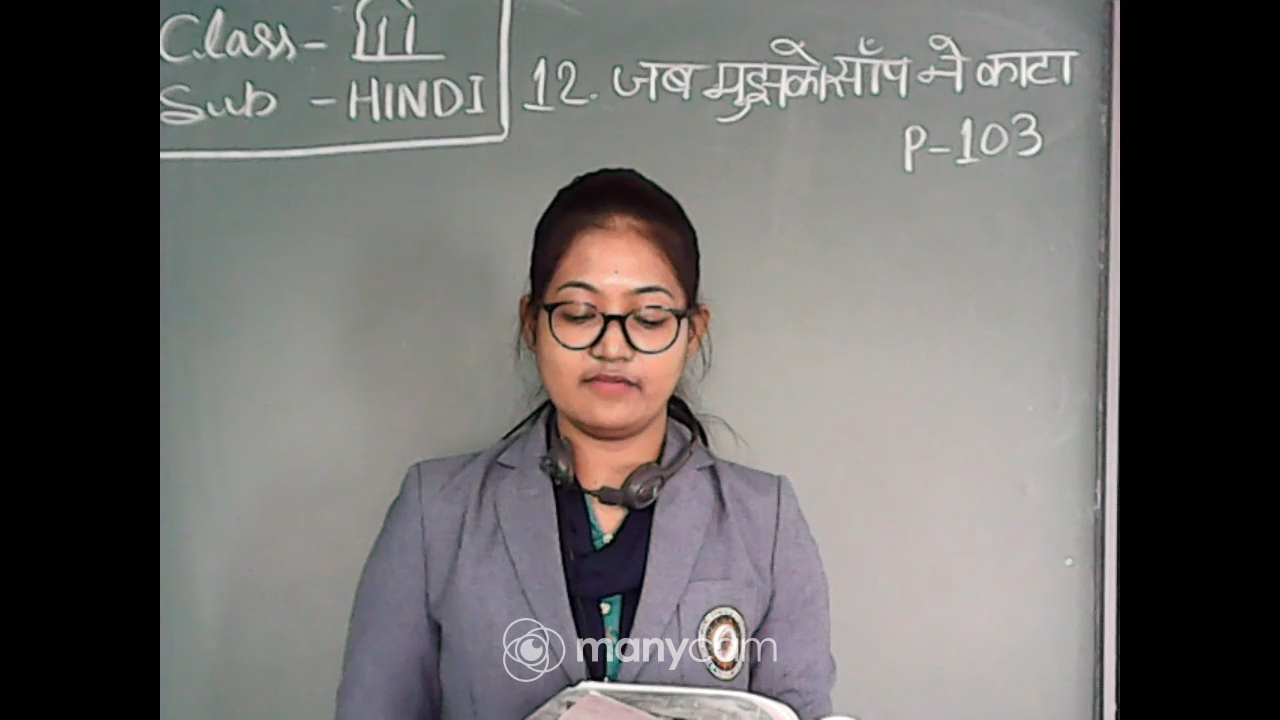 Class- III
Sub - HINDI
12. जब मुझको साँप ने काटा
P-103
manycam